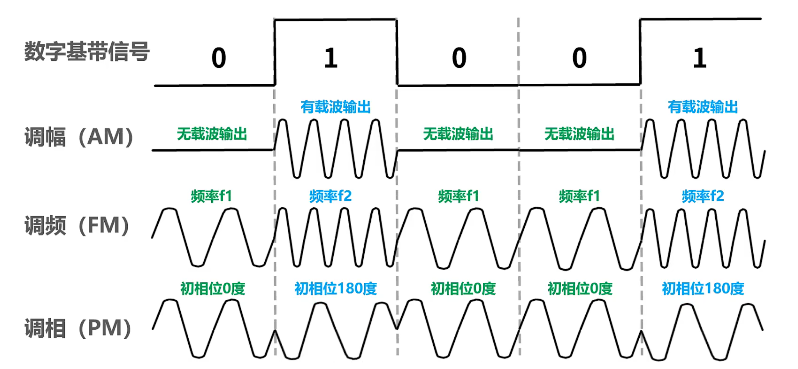 数字基带信号
0 1 0 0 1
有载波输出 有载波输出
调幅（AM） 无载波输出 无载波输出 无载波输出
频率f1 频率f2 频率f1 频率f1 频率f2
调频（FM）
初相位0度 初相位180度 初相位0度 初相位0度 初相位180度
调相（PM）